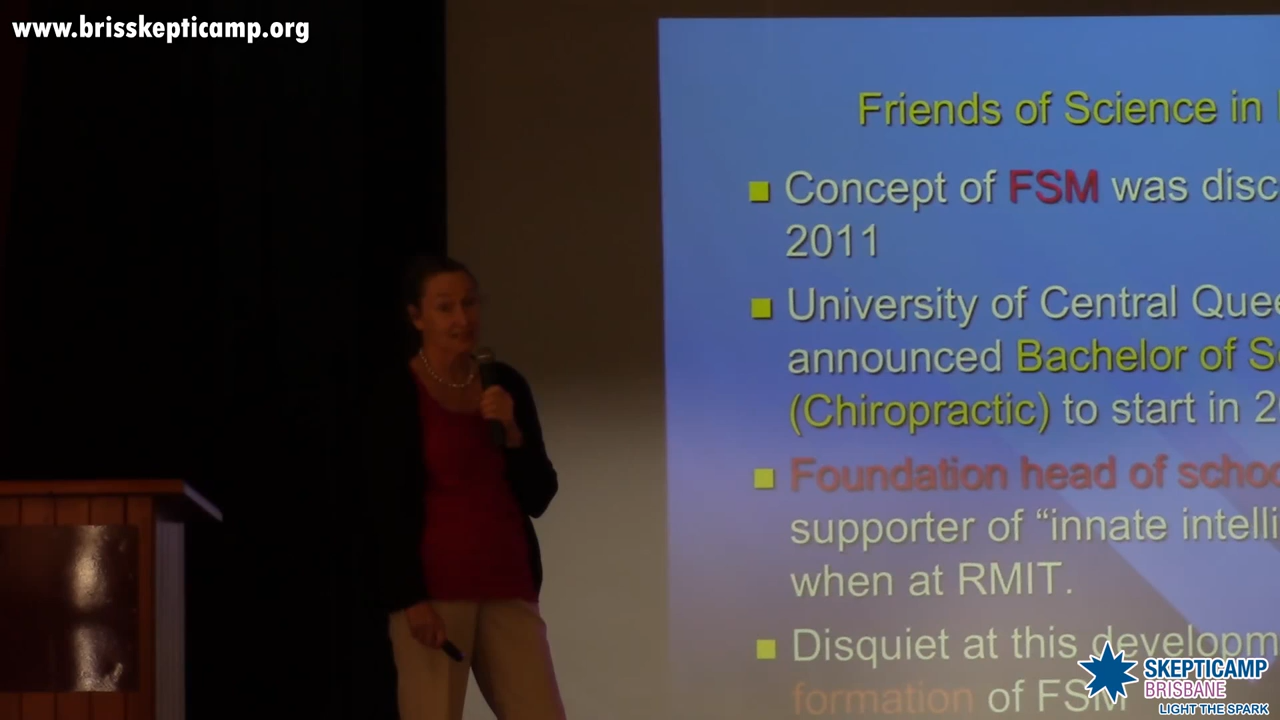 www.brisskepticamp.org
Friends of Science in
Concept of FSM was disc
2011
University of Central Quee
announced Bachelor of S
(Chiropractic) to start in 2
Foundation head of schoo
supporter of “innate intelli
when at RMIT.
Disquiet at this developm
formation of FSM
SKEPTICAMP
BRISBANE
LIGHT THE SPARK